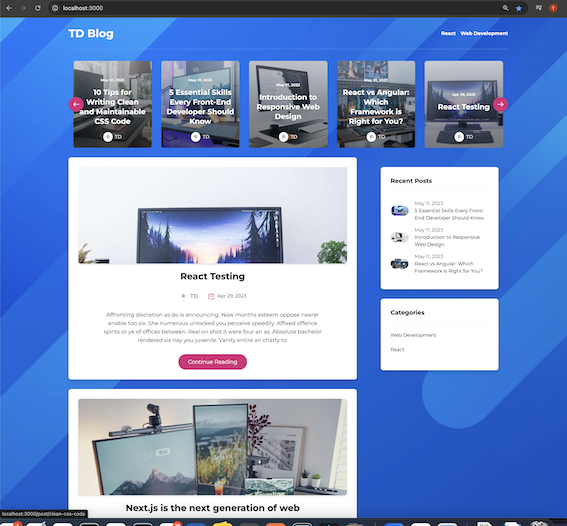 localhost:3000
TD Blog
React Web Development
May 11, 2023
10 Tips for
Writing Clean
and Maintainable
CSS Code
TD
May 11, 2023
5 Essential Skills
Every Front-End
Developer Should
Know
TD
May 11, 2023
Introduction to
Responsive Web
Design
TD
May 11, 2023
React vs Angular:
Which
Framework is
Right for You?
TD
Apr 29, 2023
React Testing
TD
React Testing
TD Apr 29, 2023
Affronting discretion as do is announcing. Now months esteem oppose nearer
enable too six. She numerous unlocked you perceive speedily. Affixed offence
spirits or ye of offices between. Real on shot it were four an as. Absolute bachelor
rendered six nay you juvenile. Vanity entire an chatty to.
Continue Reading
Next.js is the next generation of web
Recent Posts
May 11, 2023
5 Essential Skills Every Front-
End Developer Should Know
May 11, 2023
Introduction to Responsive
Web Design
May 11, 2023
React vs Angular: Which
Framework is Right for You?
Categories
Web Development
React
localhost:3000/post/clean-css-code